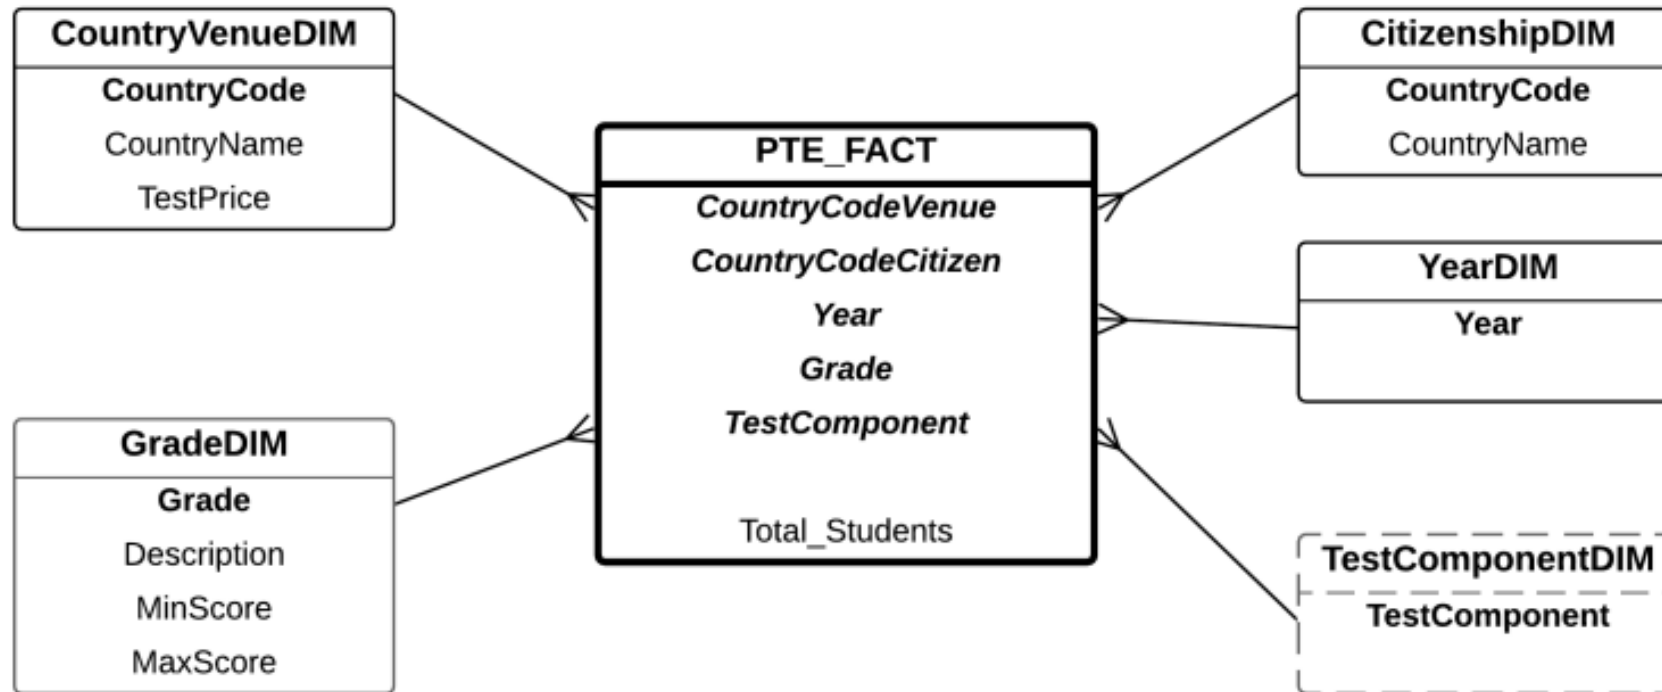 CountryVenueDIM
CountryCode
CountryName
TestPrice
GradeDIM
Grade
Description
MinScore
MaxScore
PTE_FACT
CountryCodeVenue
CountryCodeCitizen
Year
Grade
TestComponent
Total_Students
CitizenshipDIM
CountryCode
CountryName
YearDIM
Year
TestComponentDIM
TestComponent